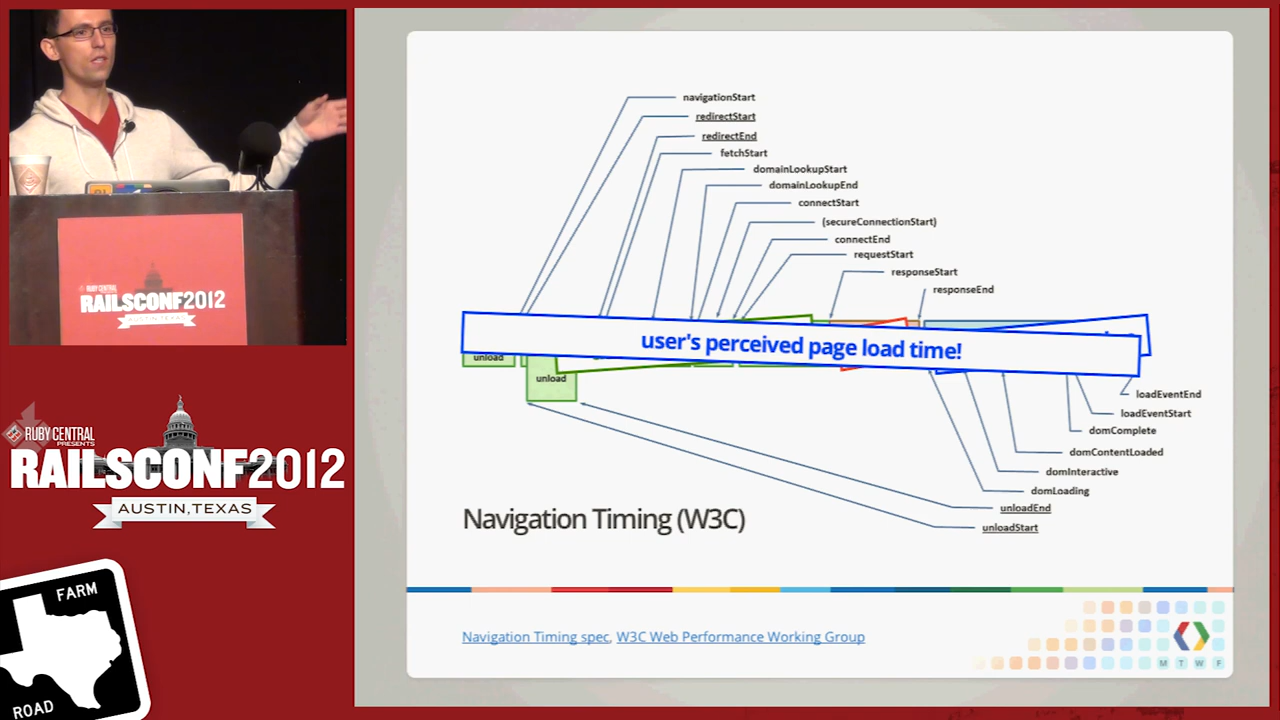 RUBY CENTRAL
RAILSCONF2012
AUSTIN, TEXAS
RUBY CENTRAL
PRESENTS
RAILSCONF2012
AUSTIN, TEXAS
FARM
ROAD
navigationStart
redirectStart
redirectEnd
fetchStart
domainLookupStart
domainLookupEnd
connectStart
(secureConnectionStart)
connectEnd
requestStart
responseStart
responseEnd
user's perceived page load time!
unload
unload
loadEventEnd
loadEventStart
domComplete
domContentLoaded
domInteractive
domLoading
unloadEnd
unloadStart
Navigation Timing (W3C)
Navigation Timing spec, W3C Web Performance Working Group
M T W F